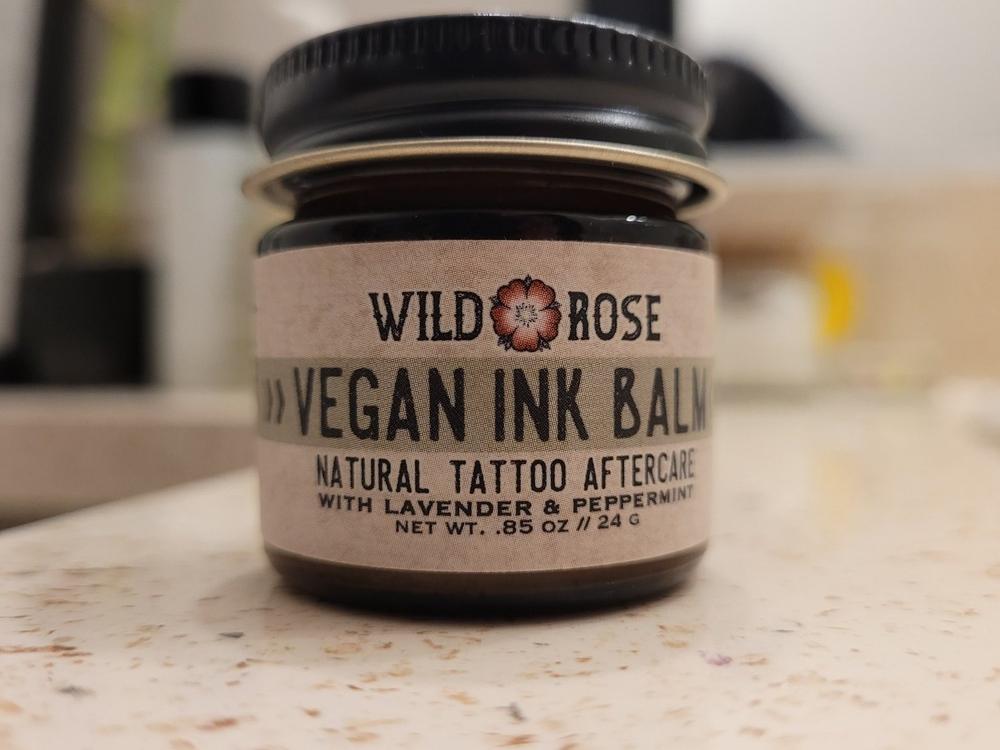 WILD ROSE
›› VEGAN INK BALM
NATURAL TATTOO AFTERCARE
WITH LAVENDER & PEPPERMINT
NET WT. .85 OZ // 24 G